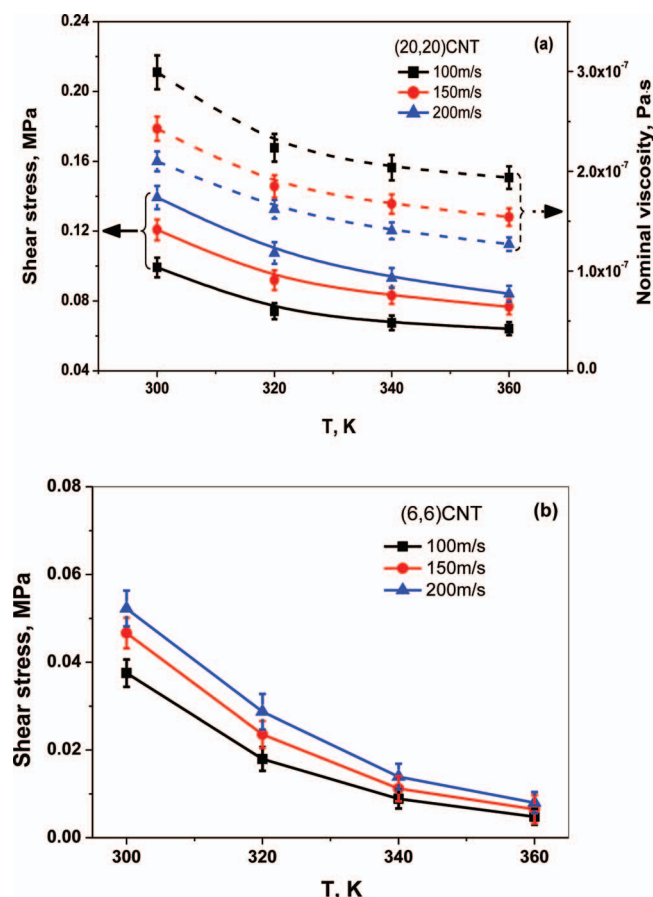 (20,20)CNT
(a)
100m/s
150m/s
200m/s
0.24
0.20
0.16
0.12
0.08
0.04
Shear stress, MPa
3.0x10⁻⁷
2.0x10⁻⁷
1.0x10⁻⁷
0.0
Nominal viscosity, Pa·s
300 320 340 360
T, K
(6,6)CNT
(b)
100m/s
150m/s
200m/s
0.08
0.06
0.04
0.02
0.00
Shear stress, MPa
300 320 340 360
T, K